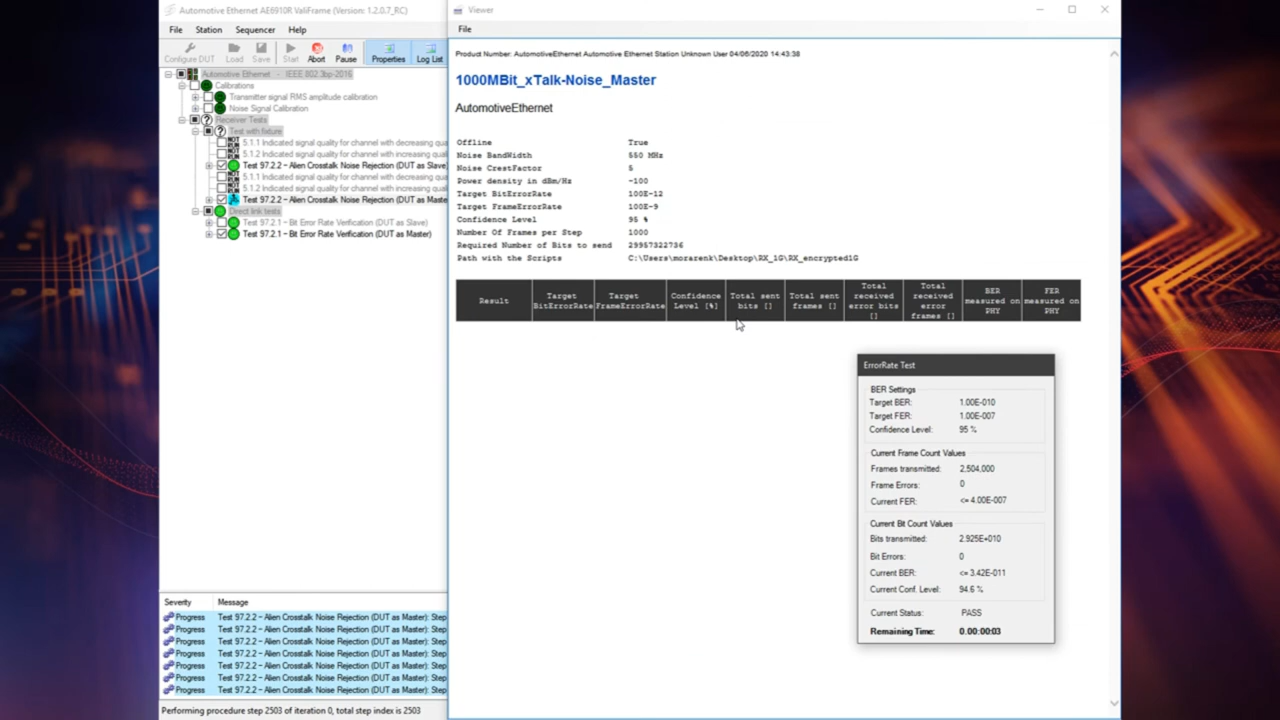 Automotive Ethernet AE6910R ValiFrame (Version: 1.2.0.7_RC)
File Station Sequencer Help
Configure DUT Load Save Start Abort Pause Properties Log List
Automotive Ethernet - IEEE 802.3bp-2016
Calibrations
Transmitter signal RMS amplitude calibration
Noise Signal Calibration
Receiver Tests
Test with fixture
NOT RUN 5.1.1 Indicated signal quality for channel with decreasing qua
NOT RUN 5.1.2 Indicated signal quality for channel with increasing qual
Test 97.2.2 - Alien Crosstalk Noise Rejection (DUT as Slave
NOT RUN 5.1.1 Indicated signal quality for channel with decreasing qua
NOT RUN 5.1.2 Indicated signal quality for channel with increasing qual
Test 97.2.2 - Alien Crosstalk Noise Rejection (DUT as Maste
Direct link tests
Test 97.2.1 - Bit Error Rate Verification (DUT as Slave)
Test 97.2.1 - Bit Error Rate Verification (DUT as Master)
Severity Message
Progress Test 97.2.2 - Alien Crosstalk Noise Rejection (DUT as Master): Step
Progress Test 97.2.2 - Alien Crosstalk Noise Rejection (DUT as Master): Step
Progress Test 97.2.2 - Alien Crosstalk Noise Rejection (DUT as Master): Step
Progress Test 97.2.2 - Alien Crosstalk Noise Rejection (DUT as Master): Step
Progress Test 97.2.2 - Alien Crosstalk Noise Rejection (DUT as Master): Step
Progress Test 97.2.2 - Alien Crosstalk Noise Rejection (DUT as Master): Step
Progress Test 97.2.2 - Alien Crosstalk Noise Rejection (DUT as Master): Step
Performing procedure step 2503 of iteration 0, total step index is 2503
Viewer
File
Product Number: AutomotiveEthernet Automotive Ethernet Station Unknown User 04/06/2020 14:43:38
1000MBit_xTalk-Noise_Master
AutomotiveEthernet
Offline True
Noise BandWidth 550 MHz
Noise CrestFactor 5
Power density in dBm/Hz -100
Target BitErrorRate 100E-12
Target FrameErrorRate 100E-9
Confidence Level 95 %
Number Of Frames per Step 1000
Required Number of Bits to send 29957322736
Path with the Scripts C:\Users\morarenk\Desktop\RX_1G\RX_encrypted1G
Result
Target BitErrorRate
Target FrameErrorRate
Confidence Level [%]
Total sent bits []
Total sent frames []
Total received error bits []
Total received error frames []
BER measured on PHY
FER measured on PHY
ErrorRate Test
BER Settings
Target BER: 1.00E-010
Target FER: 1.00E-007
Confidence Level: 95 %
Current Frame Count Values
Frames transmitted: 2,504,000
Frame Errors: 0
Current FER: <= 4.00E-007
Current Bit Count Values
Bits transmitted: 2.925E+010
Bit Errors: 0
Current BER: <= 3.42E-011
Current Conf. Level: 94.6 %
Current Status: PASS
Remaining Time: 0.00:00:03